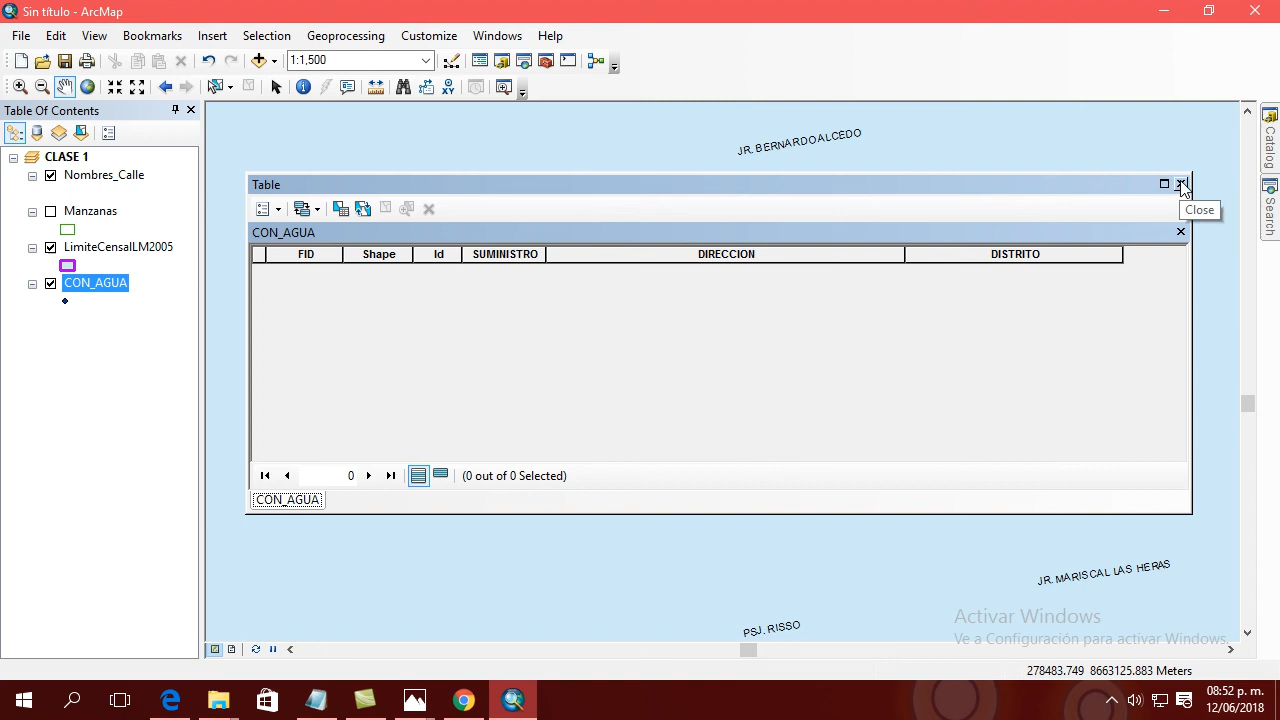 Sin título - ArcMap
File Edit View Bookmarks Insert Selection Geoprocessing Customize Windows Help
1:1,500
Table Of Contents
CLASE 1
Nombres_Calle
Manzanas
LimiteCensalLM2005
CON_AGUA
JR. BERNARDO ALCEDO
Table
Close
CON_AGUA
FID Shape Id SUMINISTRO DIRECCION DISTRITO
0 (0 out of 0 Selected)
CON_AGUA
JR. MARISCAL LAS HERAS
PSJ. RISSO
Activar Windows
Ve a Configuración para activar Windows.
Catalog
Search
278483.749 8663125.883 Meters
08:52 p. m.
12/06/2018